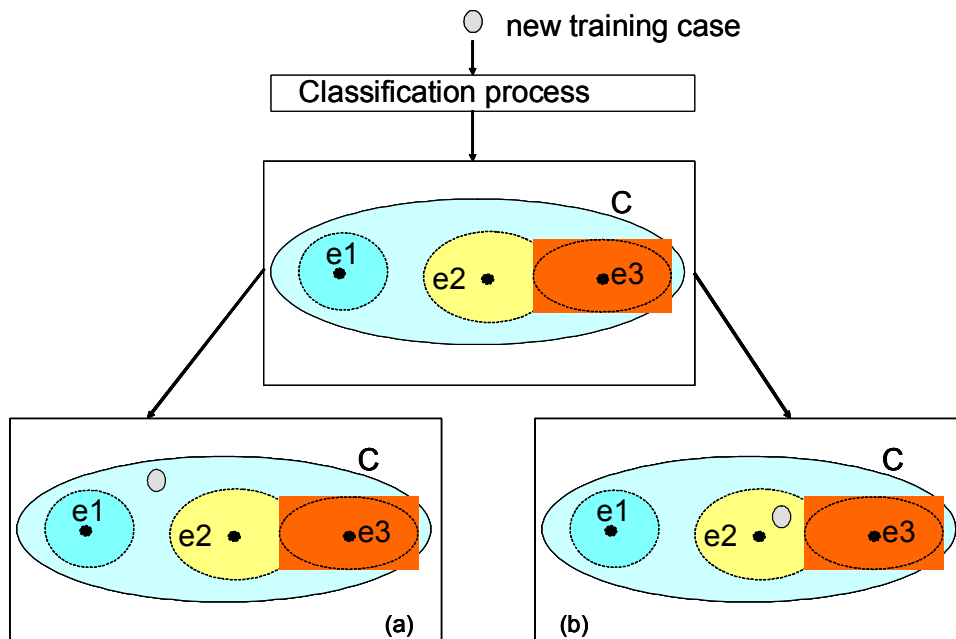 new training case
Classification process
C
e1
e2
e3
C
e1
e2
e3
(a)
C
e1
e2
e3
(b)